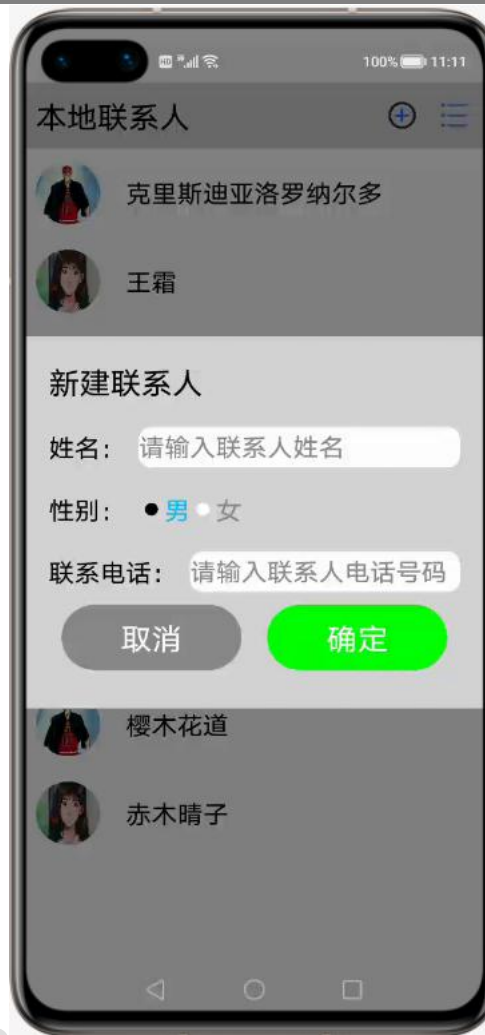 HD 100% 11:11
本地联系人
克里斯迪亚洛罗纳尔多
王霜
新建联系人
姓名： 请输入联系人姓名
性别： 男 女
联系电话： 请输入联系人电话号码
取消 确定
樱木花道
赤木晴子